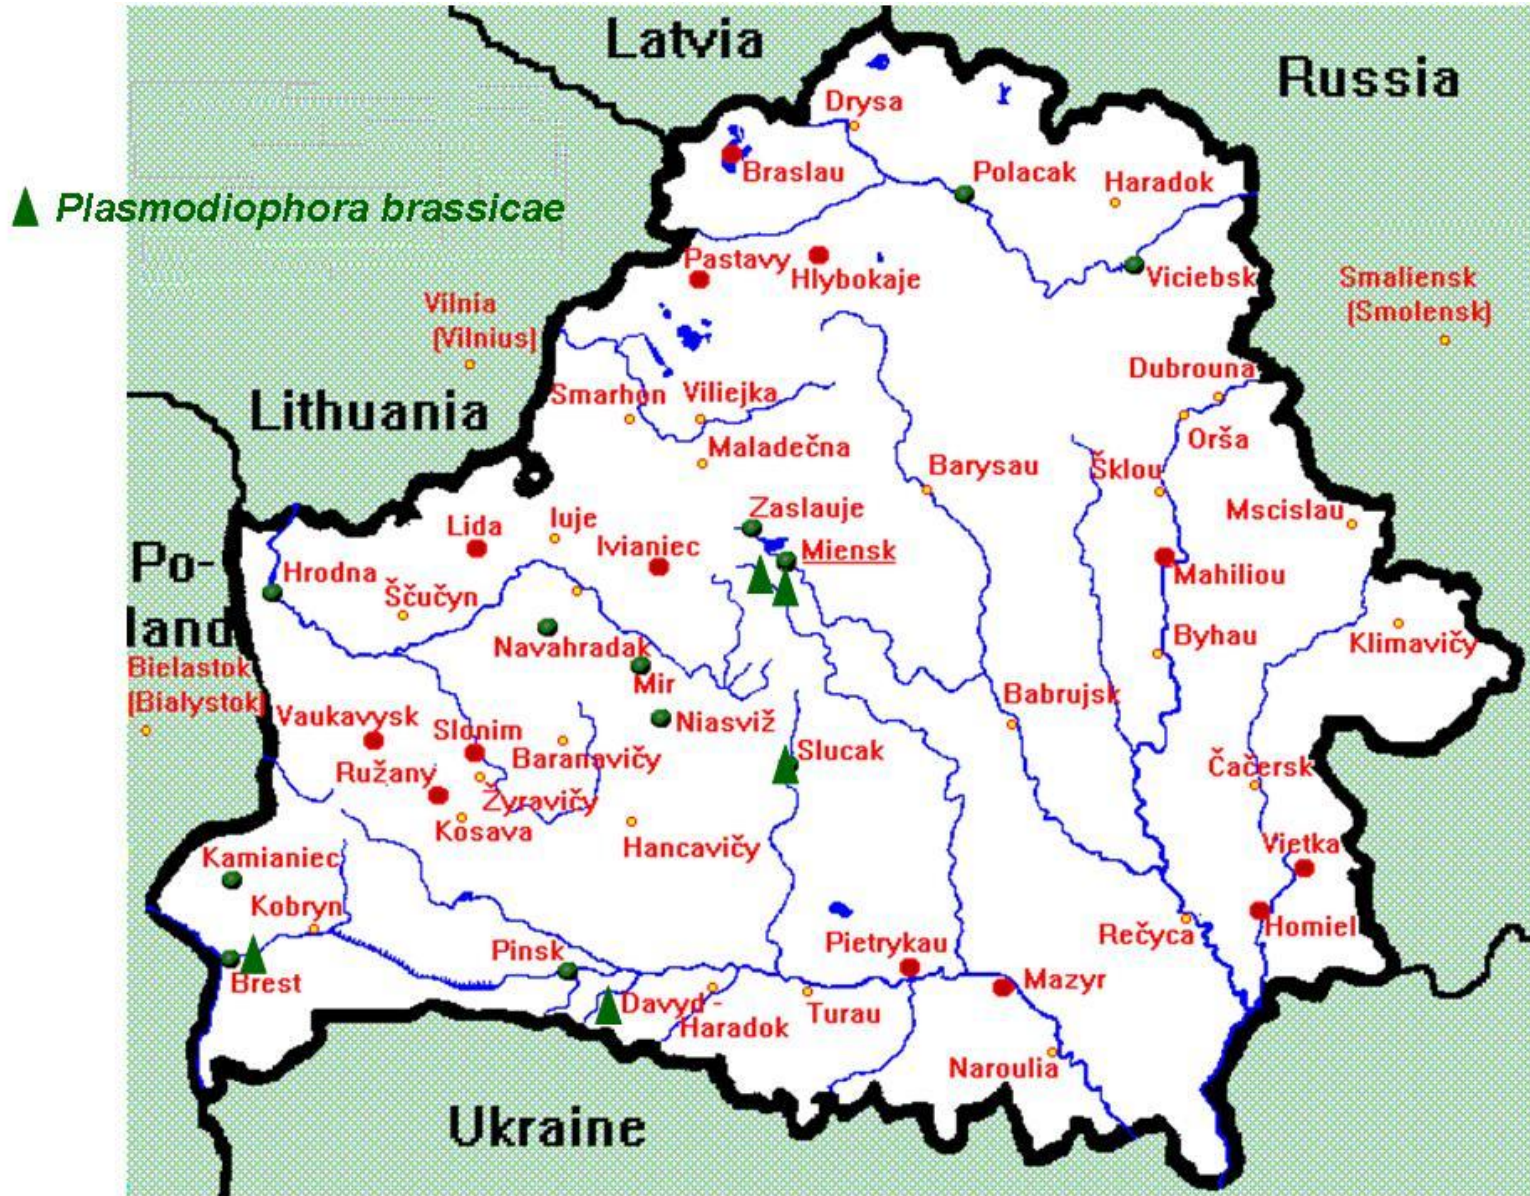 Latvia
Russia
Drysa
Braslau
Polacak
Haradok
Plasmodiophora brassicae
Pastavy
Hlybokaje
Viciebsk
Smaliensk
(Smolensk)
Vilnia
(Vilnius)
Dubrouna
Lithuania
Smarhon
Viliejka
Orša
Maladečna
Barysau
Šklou
Mscislau
Zaslauje
Lida
Iuje
Ivianiec
Miensk
Po-
land
Hrodna
Ščučyn
Mahiliou
Navahradak
Byhau
Klimavičy
Bielastok
(Bialystok)
Mir
Babrujsk
Vaukavysk
Slonim
Niasviž
Baranavičy
Slucak
Čačersk
Ružany
Žyravičy
Kosava
Hancavičy
Vietka
Kamianiec
Kobryn
Rečyca
Homiel
Pinsk
Pietrykau
Brest
Mazyr
Davyd-
Haradok
Turau
Naroulia
Ukraine